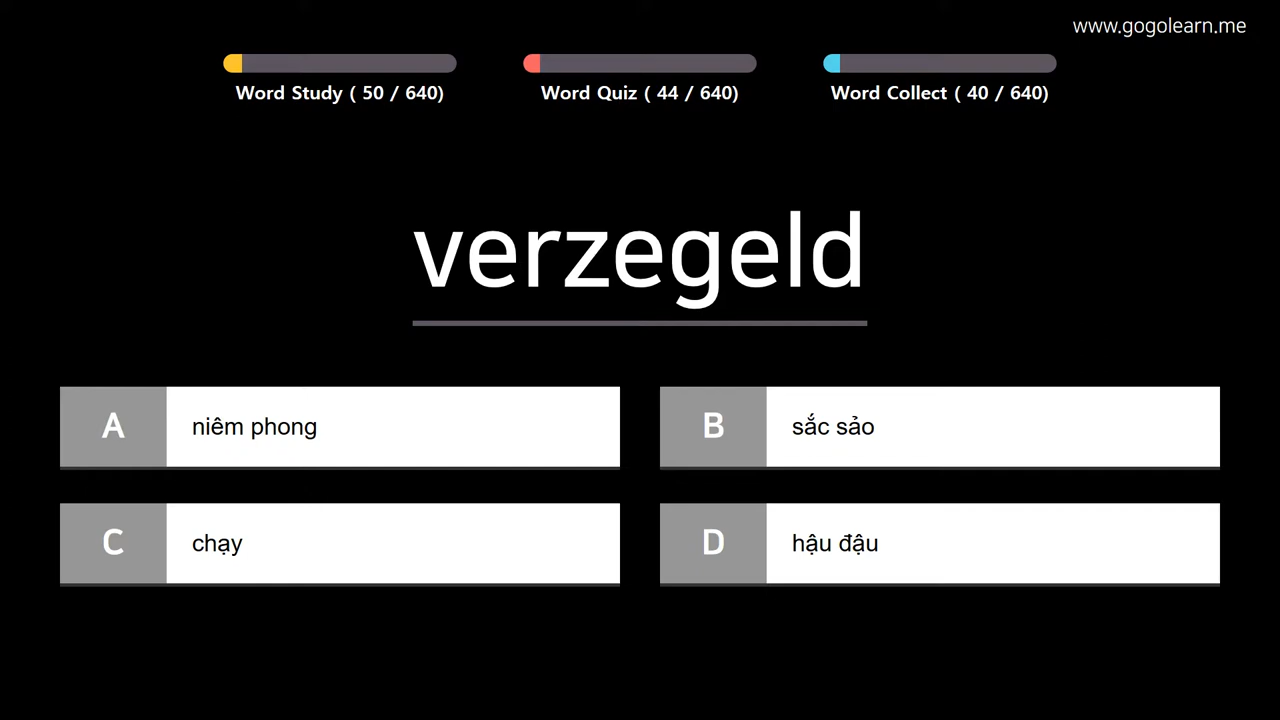 www.gogolearn.me
Word Study ( 50 / 640)
Word Quiz ( 44 / 640)
Word Collect ( 40 / 640)
verzegeld
A niêm phong
B sắc sảo
C chạy
D hậu đậu